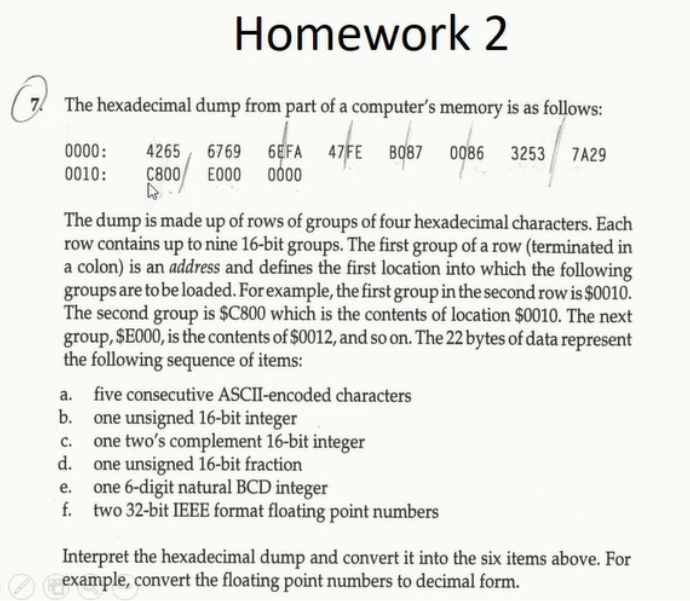 Homework 2
7. The hexadecimal dump from part of a computer's memory is as follows:
0000: 4265 6769 6EFA 47FE B087 0086 3253 7A29
0010: C800 E000 0000
The dump is made up of rows of groups of four hexadecimal characters. Each
row contains up to nine 16-bit groups. The first group of a row (terminated in
a colon) is an address and defines the first location into which the following
groups are to be loaded. For example, the first group in the second row is $0010.
The second group is $C800 which is the contents of location $0010. The next
group, $E000, is the contents of $0012, and so on. The 22 bytes of data represent
the following sequence of items:
a. five consecutive ASCII-encoded characters
b. one unsigned 16-bit integer
c. one two's complement 16-bit integer
d. one unsigned 16-bit fraction
e. one 6-digit natural BCD integer
f. two 32-bit IEEE format floating point numbers
Interpret the hexadecimal dump and convert it into the six items above. For
example, convert the floating point numbers to decimal form.